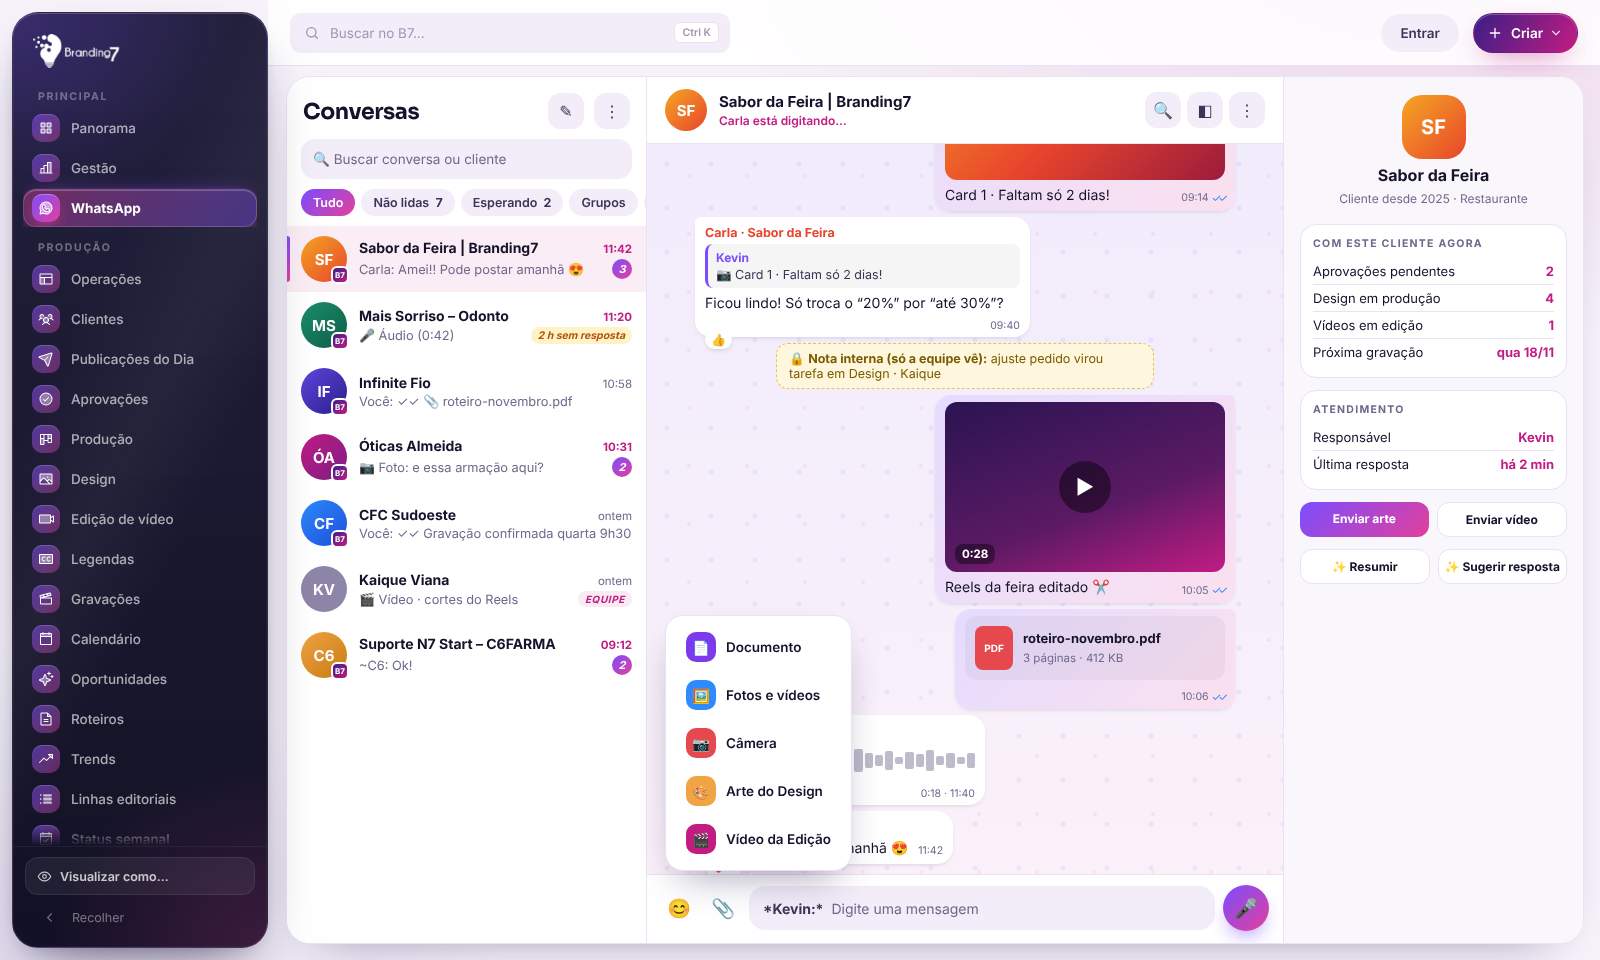 Branding7
PRINCIPAL
Panorama
Gestão
WhatsApp
PRODUÇÃO
Operações
Clientes
Publicações do Dia
Aprovações
Produção
Design
Edição de vídeo
Legendas
Gravações
Calendário
Oportunidades
Roteiros
Trends
Linhas editoriais
Status semanal
Visualizar como...
Recolher
Buscar no B7...
Ctrl K
Entrar
Criar
Conversas
🔍 Buscar conversa ou cliente
Tudo
Não lidas 7
Esperando 2
Grupos
SF
B7
Sabor da Feira | Branding7
11:42
Carla: Amei!! Pode postar amanhã 😍
3
MS
B7
Mais Sorriso – Odonto
11:20
🎤 Áudio (0:42)
2 h sem resposta
IF
B7
Infinite Fio
10:58
Você: ✓✓ 📎 roteiro-novembro.pdf
ÓA
B7
Óticas Almeida
10:31
📷 Foto: e essa armação aqui?
2
CF
B7
CFC Sudoeste
ontem
Você: ✓✓ Gravação confirmada quarta 9h30
KV
Kaique Viana
ontem
🎬 Vídeo · cortes do Reels
EQUIPE
C6
B7
Suporte N7 Start – C6FARMA
09:12
~C6: Ok!
2
SF
Sabor da Feira | Branding7
Carla está digitando...
Card 1 · Faltam só 2 dias!
09:14 ✓✓
Carla · Sabor da Feira
Kevin
📷 Card 1 · Faltam só 2 dias!
Ficou lindo! Só troca o “20%” por “até 30%”?
09:40
👍
🔒 Nota interna (só a equipe vê): ajuste pedido virou
tarefa em Design · Kaique
0:28
Reels da feira editado ✂️
10:05 ✓✓
PDF
roteiro-novembro.pdf
3 páginas · 412 KB
10:06 ✓✓
0:18 · 11:40
😍 11:42
Documento
Fotos e vídeos
Câmera
Arte do Design
Vídeo da Edição
*Kevin:* Digite uma mensagem
SF
Sabor da Feira
Cliente desde 2025 · Restaurante
COM ESTE CLIENTE AGORA
Aprovações pendentes 2
Design em produção 4
Vídeos em edição 1
Próxima gravação qua 18/11
ATENDIMENTO
Responsável Kevin
Última resposta há 2 min
Enviar arte
Enviar vídeo
✨ Resumir
✨ Sugerir resposta